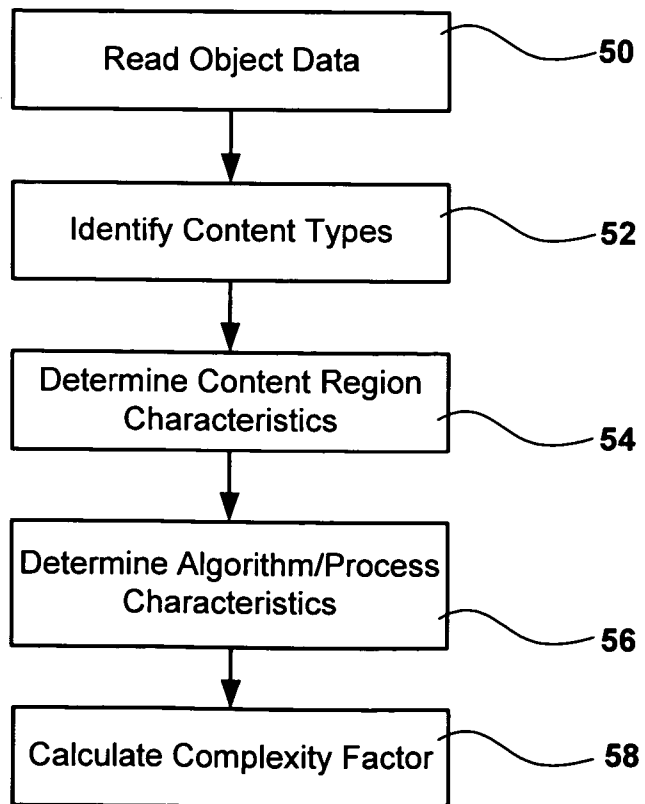 Read Object Data
50
Identify Content Types
52
Determine Content Region
Characteristics
54
Determine Algorithm/Process
Characteristics
56
Calculate Complexity Factor
58